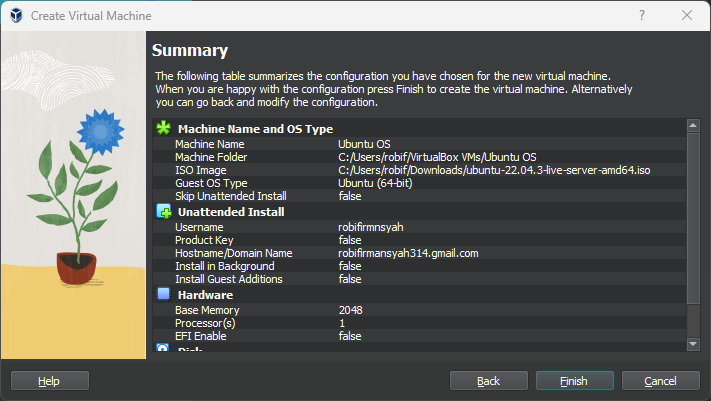 Create Virtual Machine
?
Summary
The following table summarizes the configuration you have chosen for the new virtual machine.
When you are happy with the configuration press Finish to create the virtual machine. Alternatively
you can go back and modify the configuration.
Machine Name and OS Type
Machine Name Ubuntu OS
Machine Folder C:/Users/robif/VirtualBox VMs/Ubuntu OS
ISO Image C:/Users/robif/Downloads/ubuntu-22.04.3-live-server-amd64.iso
Guest OS Type Ubuntu (64-bit)
Skip Unattended Install false
Unattended Install
Username robifirmnsyah
Product Key false
Hostname/Domain Name robifirmansyah314.gmail.com
Install in Background false
Install Guest Additions false
Hardware
Base Memory 2048
Processor(s) 1
EFI Enable false
Disk
Help Back Finish Cancel